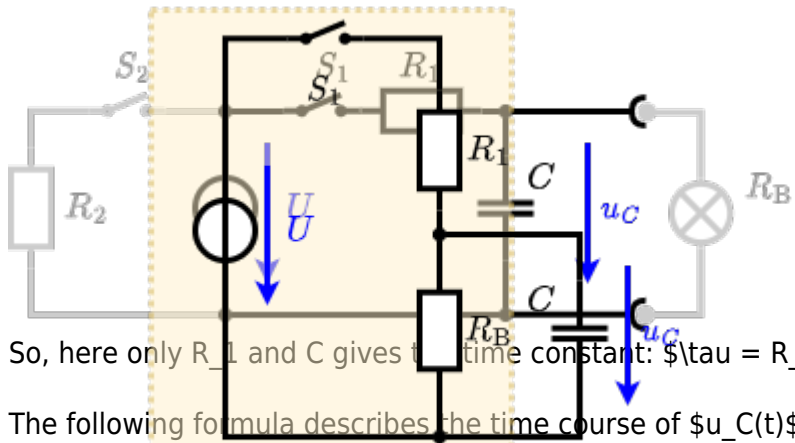 S_2 S_1 R_1
S_1
R_1 C
R_2 U u_C R_B
U
C
R_B u_C
So, here only R_1 and C gives the time constant: $\tau = R_
The following formula describes the time course of $u_C(t)$